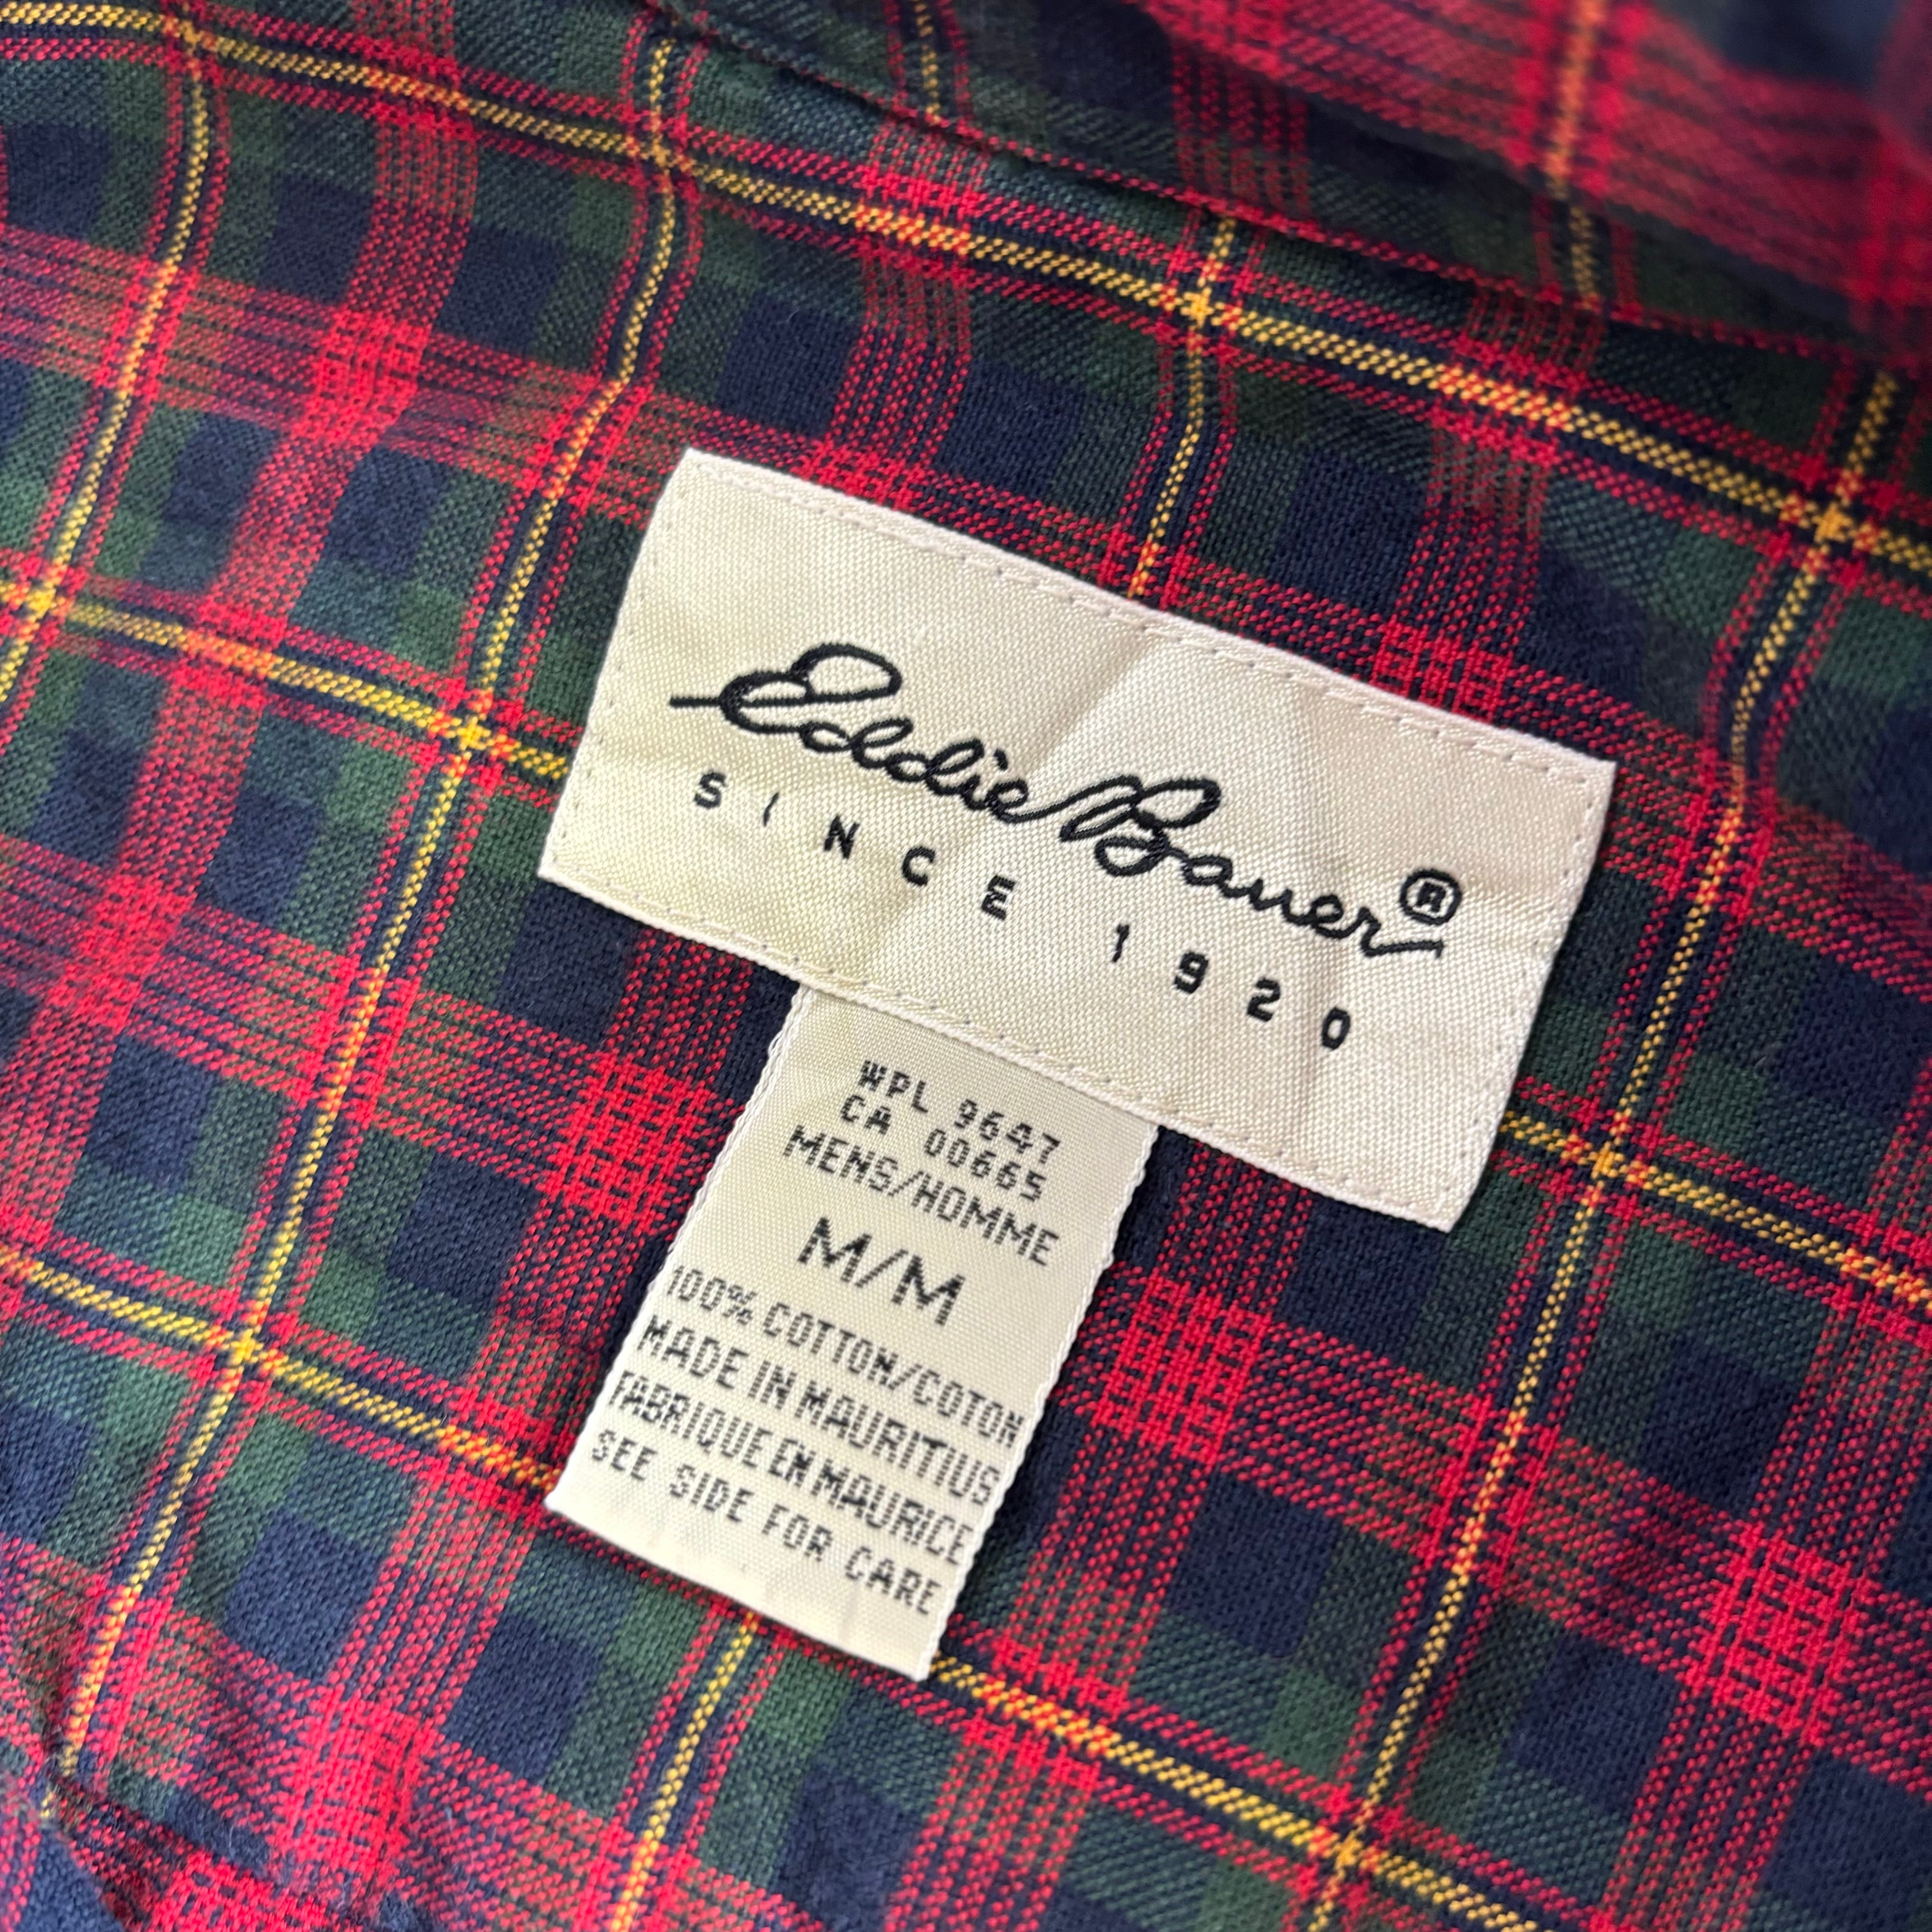 Eddie Bauer®
SINCE 1920
WPL 9647
CA 00665
MENS/HOMME
M/M
100% COTTON/COTON
MADE IN MAURITIUS
FABRIQUE EN MAURICE
SEE SIDE FOR CARE